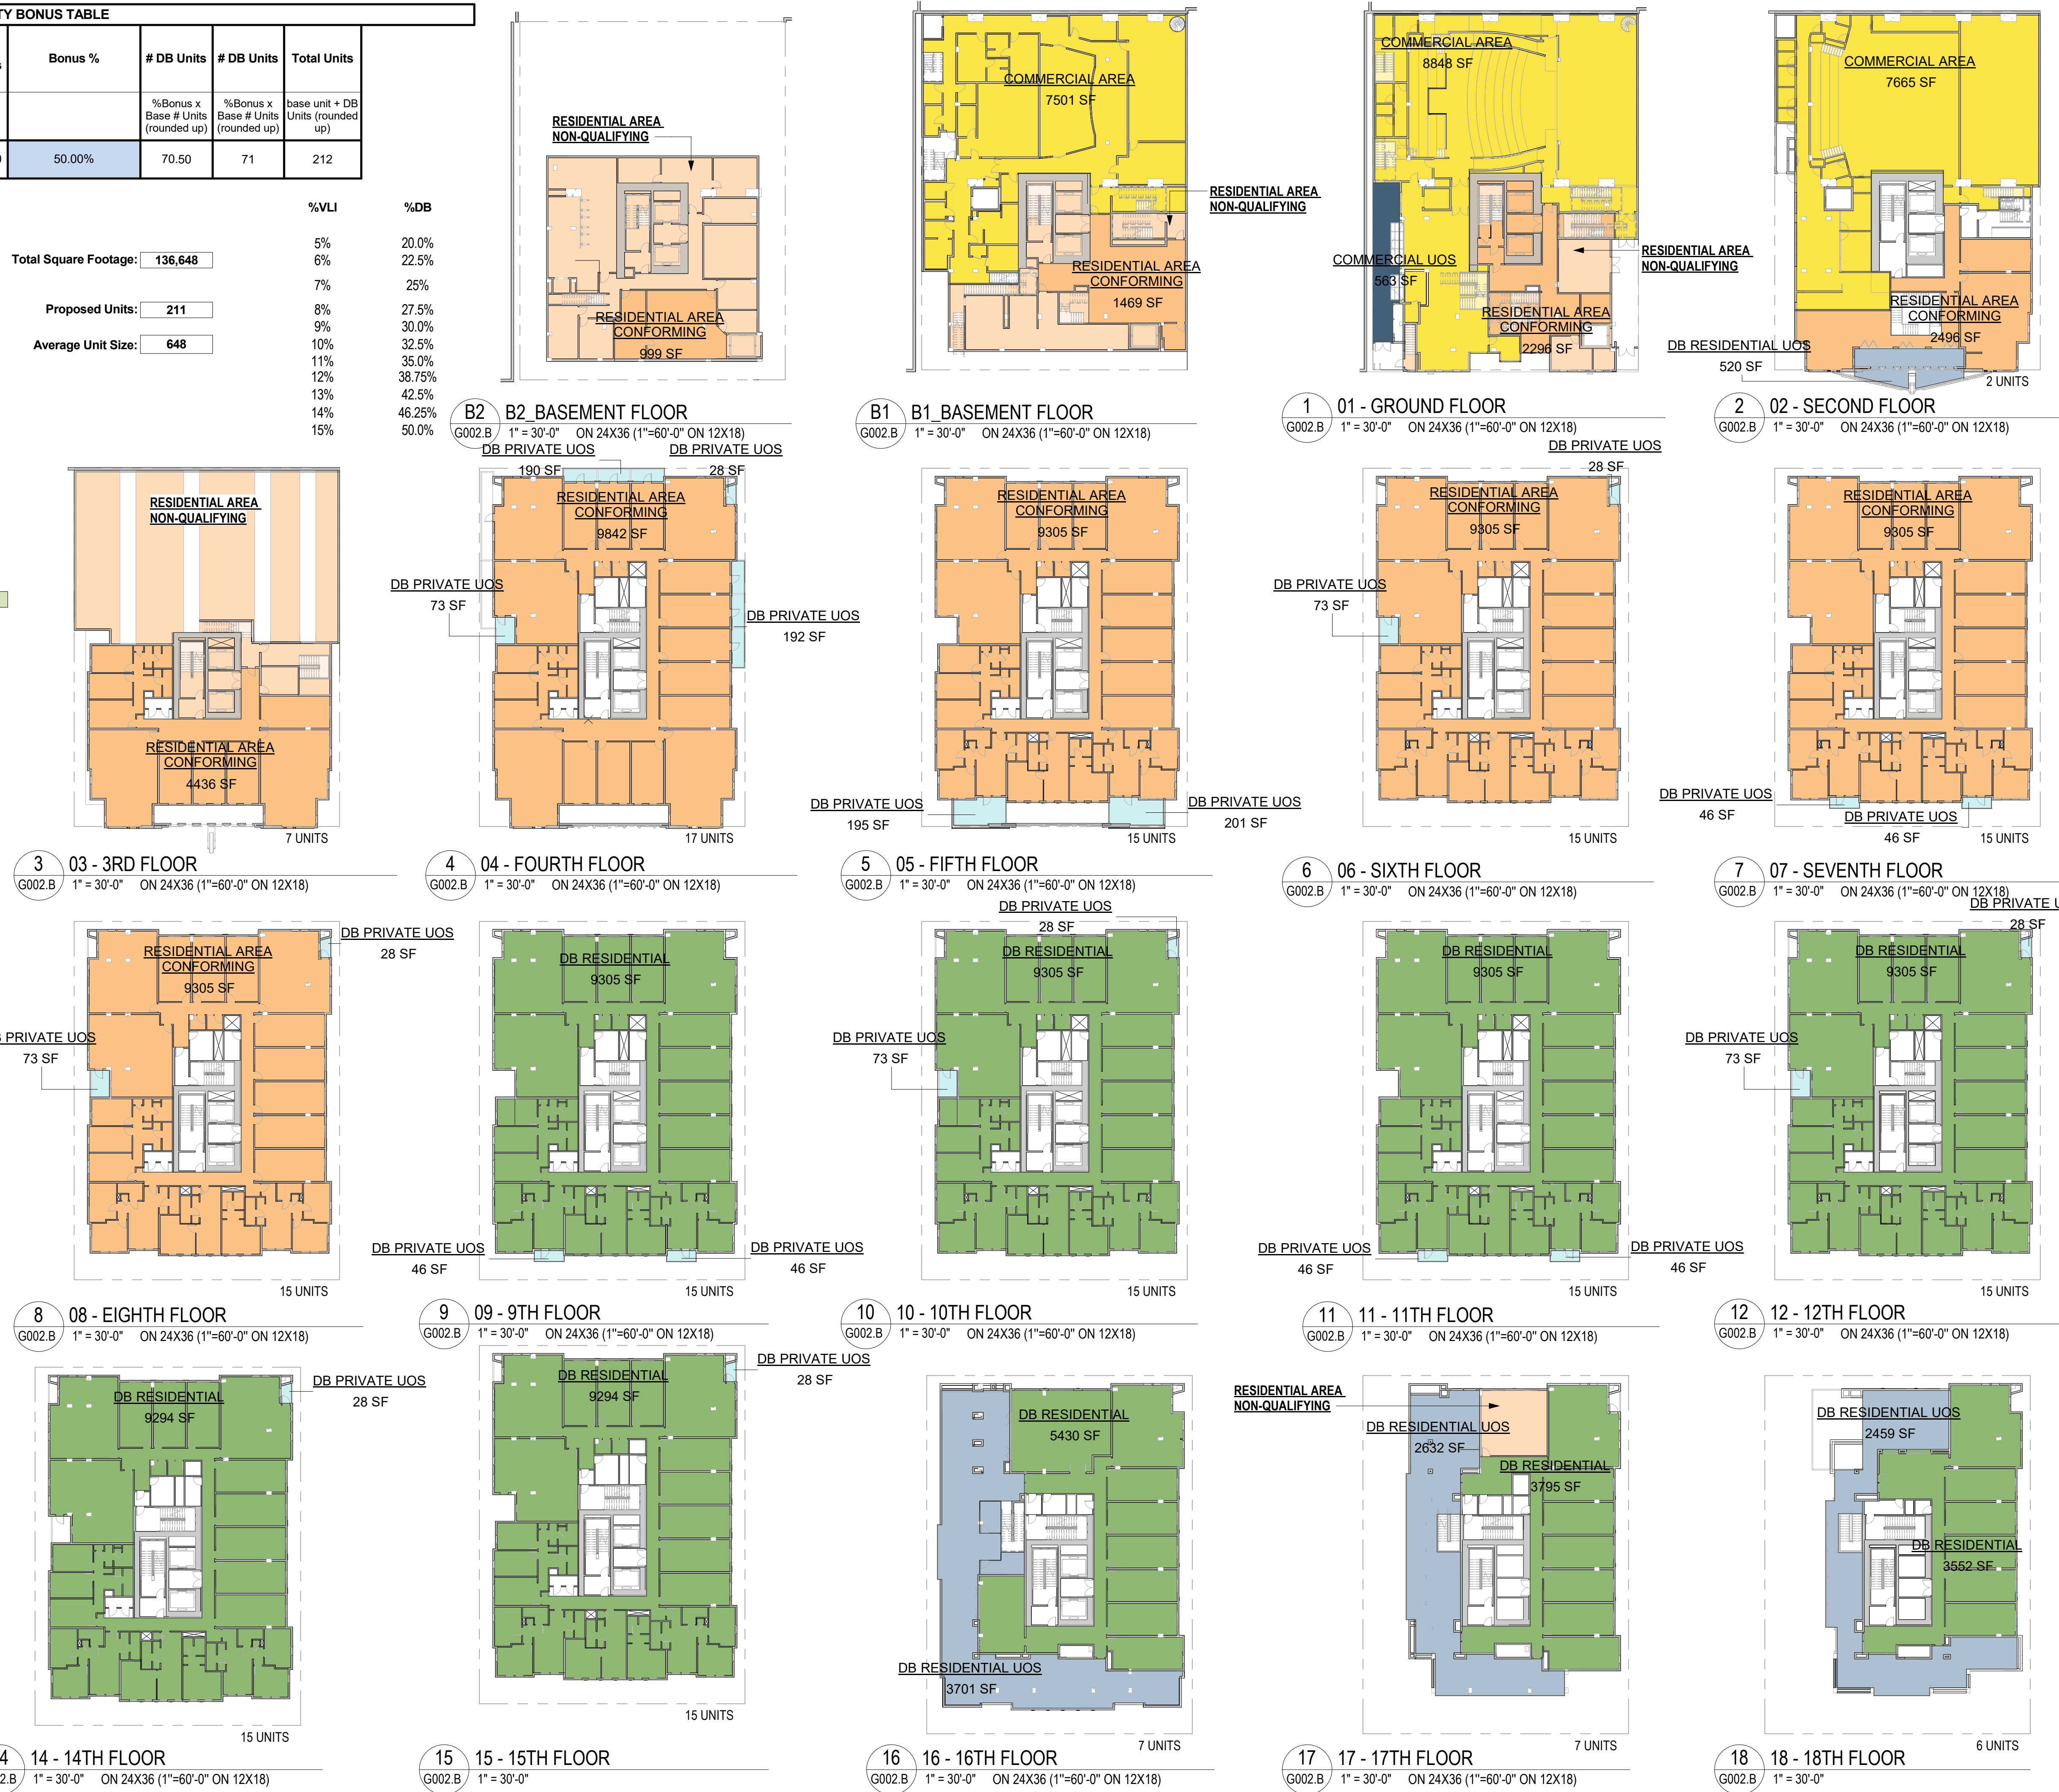 TY BONUS TABLE
Bonus %
# DB Units
# DB Units
Total Units
%Bonus x
Base # Units
(rounded up)
%Bonus x
Base # Units
(rounded up)
base unit + DB
Units (rounded
up)
50.00%
70.50
71
212
%VLI %DB
5% 20.0%
Total Square Footage: 136,648
6% 22.5%
7% 25%
Proposed Units: 211
8% 27.5%
9% 30.0%
Average Unit Size: 648
10% 32.5%
11% 35.0%
12% 38.75%
13% 42.5%
14% 46.25%
15% 50.0%
RESIDENTIAL AREA
NON-QUALIFYING
RESIDENTIAL AREA
CONFORMING
999 SF
B2
G002.B
B2_BASEMENT FLOOR
1" = 30'-0" ON 24X36 (1"=60'-0" ON 12X18)
COMMERCIAL AREA
7501 SF
RESIDENTIAL AREA
NON-QUALIFYING
RESIDENTIAL AREA
CONFORMING
1469 SF
B1
G002.B
B1_BASEMENT FLOOR
1" = 30'-0" ON 24X36 (1"=60'-0" ON 12X18)
COMMERCIAL AREA
8848 SF
COMMERCIAL UOS
563 SF
RESIDENTIAL AREA
NON-QUALIFYING
RESIDENTIAL AREA
CONFORMING
2296 SF
1
G002.B
01 - GROUND FLOOR
1" = 30'-0" ON 24X36 (1"=60'-0" ON 12X18)
COMMERCIAL AREA
7665 SF
RESIDENTIAL AREA
CONFORMING
2496 SF
DB RESIDENTIAL UOS
520 SF
2 UNITS
2
G002.B
02 - SECOND FLOOR
1" = 30'-0" ON 24X36 (1"=60'-0" ON 12X18)
RESIDENTIAL AREA
NON-QUALIFYING
RESIDENTIAL AREA
CONFORMING
4436 SF
7 UNITS
3
G002.B
03 - 3RD FLOOR
1" = 30'-0" ON 24X36 (1"=60'-0" ON 12X18)
DB PRIVATE UOS
190 SF
DB PRIVATE UOS
28 SF
RESIDENTIAL AREA
CONFORMING
9842 SF
DB PRIVATE UOS
73 SF
DB PRIVATE UOS
192 SF
17 UNITS
4
G002.B
04 - FOURTH FLOOR
1" = 30'-0" ON 24X36 (1"=60'-0" ON 12X18)
RESIDENTIAL AREA
CONFORMING
9305 SF
DB PRIVATE UOS
195 SF
DB PRIVATE UOS
201 SF
15 UNITS
5
G002.B
05 - FIFTH FLOOR
1" = 30'-0" ON 24X36 (1"=60'-0" ON 12X18)
DB PRIVATE UOS
28 SF
RESIDENTIAL AREA
CONFORMING
9305 SF
DB PRIVATE UOS
73 SF
15 UNITS
6
G002.B
06 - SIXTH FLOOR
1" = 30'-0" ON 24X36 (1"=60'-0" ON 12X18)
RESIDENTIAL AREA
CONFORMING
9305 SF
DB PRIVATE UOS
46 SF
DB PRIVATE UOS
46 SF
15 UNITS
7
G002.B
07 - SEVENTH FLOOR
1" = 30'-0" ON 24X36 (1"=60'-0" ON 12X18)
RESIDENTIAL AREA
CONFORMING
9305 SF
DB PRIVATE UOS
28 SF
B PRIVATE UOS
73 SF
15 UNITS
8
G002.B
08 - EIGHTH FLOOR
1" = 30'-0" ON 24X36 (1"=60'-0" ON 12X18)
DB RESIDENTIAL
9305 SF
DB PRIVATE UOS
46 SF
DB PRIVATE UOS
46 SF
15 UNITS
9
G002.B
09 - 9TH FLOOR
1" = 30'-0" ON 24X36 (1"=60'-0" ON 12X18)
DB PRIVATE UOS
28 SF
DB RESIDENTIAL
9305 SF
DB PRIVATE UOS
73 SF
15 UNITS
10
G002.B
10 - 10TH FLOOR
1" = 30'-0" ON 24X36 (1"=60'-0" ON 12X18)
DB RESIDENTIAL
9305 SF
DB PRIVATE UOS
46 SF
DB PRIVATE UOS
46 SF
15 UNITS
11
G002.B
11 - 11TH FLOOR
1" = 30'-0" ON 24X36 (1"=60'-0" ON 12X18)
DB PRIVATE U
28 SF
DB RESIDENTIAL
9305 SF
DB PRIVATE UOS
73 SF
15 UNITS
12
G002.B
12 - 12TH FLOOR
1" = 30'-0" ON 24X36 (1"=60'-0" ON 12X18)
DB RESIDENTIAL
9294 SF
DB PRIVATE UOS
28 SF
15 UNITS
4
02.B
14 - 14TH FLOOR
1" = 30'-0" ON 24X36 (1"=60'-0" ON 12X18)
DB RESIDENTIAL
9294 SF
DB PRIVATE UOS
28 SF
15 UNITS
15
G002.B
15 - 15TH FLOOR
1" = 30'-0"
DB RESIDENTIAL
5430 SF
DB RESIDENTIAL UOS
3701 SF
7 UNITS
16
G002.B
16 - 16TH FLOOR
1" = 30'-0" ON 24X36 (1"=60'-0" ON 12X18)
RESIDENTIAL AREA
NON-QUALIFYING
DB RESIDENTIAL UOS
2632 SF
DB RESIDENTIAL
3795 SF
7 UNITS
17
G002.B
17 - 17TH FLOOR
1" = 30'-0" ON 24X36 (1"=60'-0" ON 12X18)
DB RESIDENTIAL UOS
2459 SF
DB RESIDENTIAL
3552 SF
6 UNITS
18
G002.B
18 - 18TH FLOOR
1" = 30'-0"